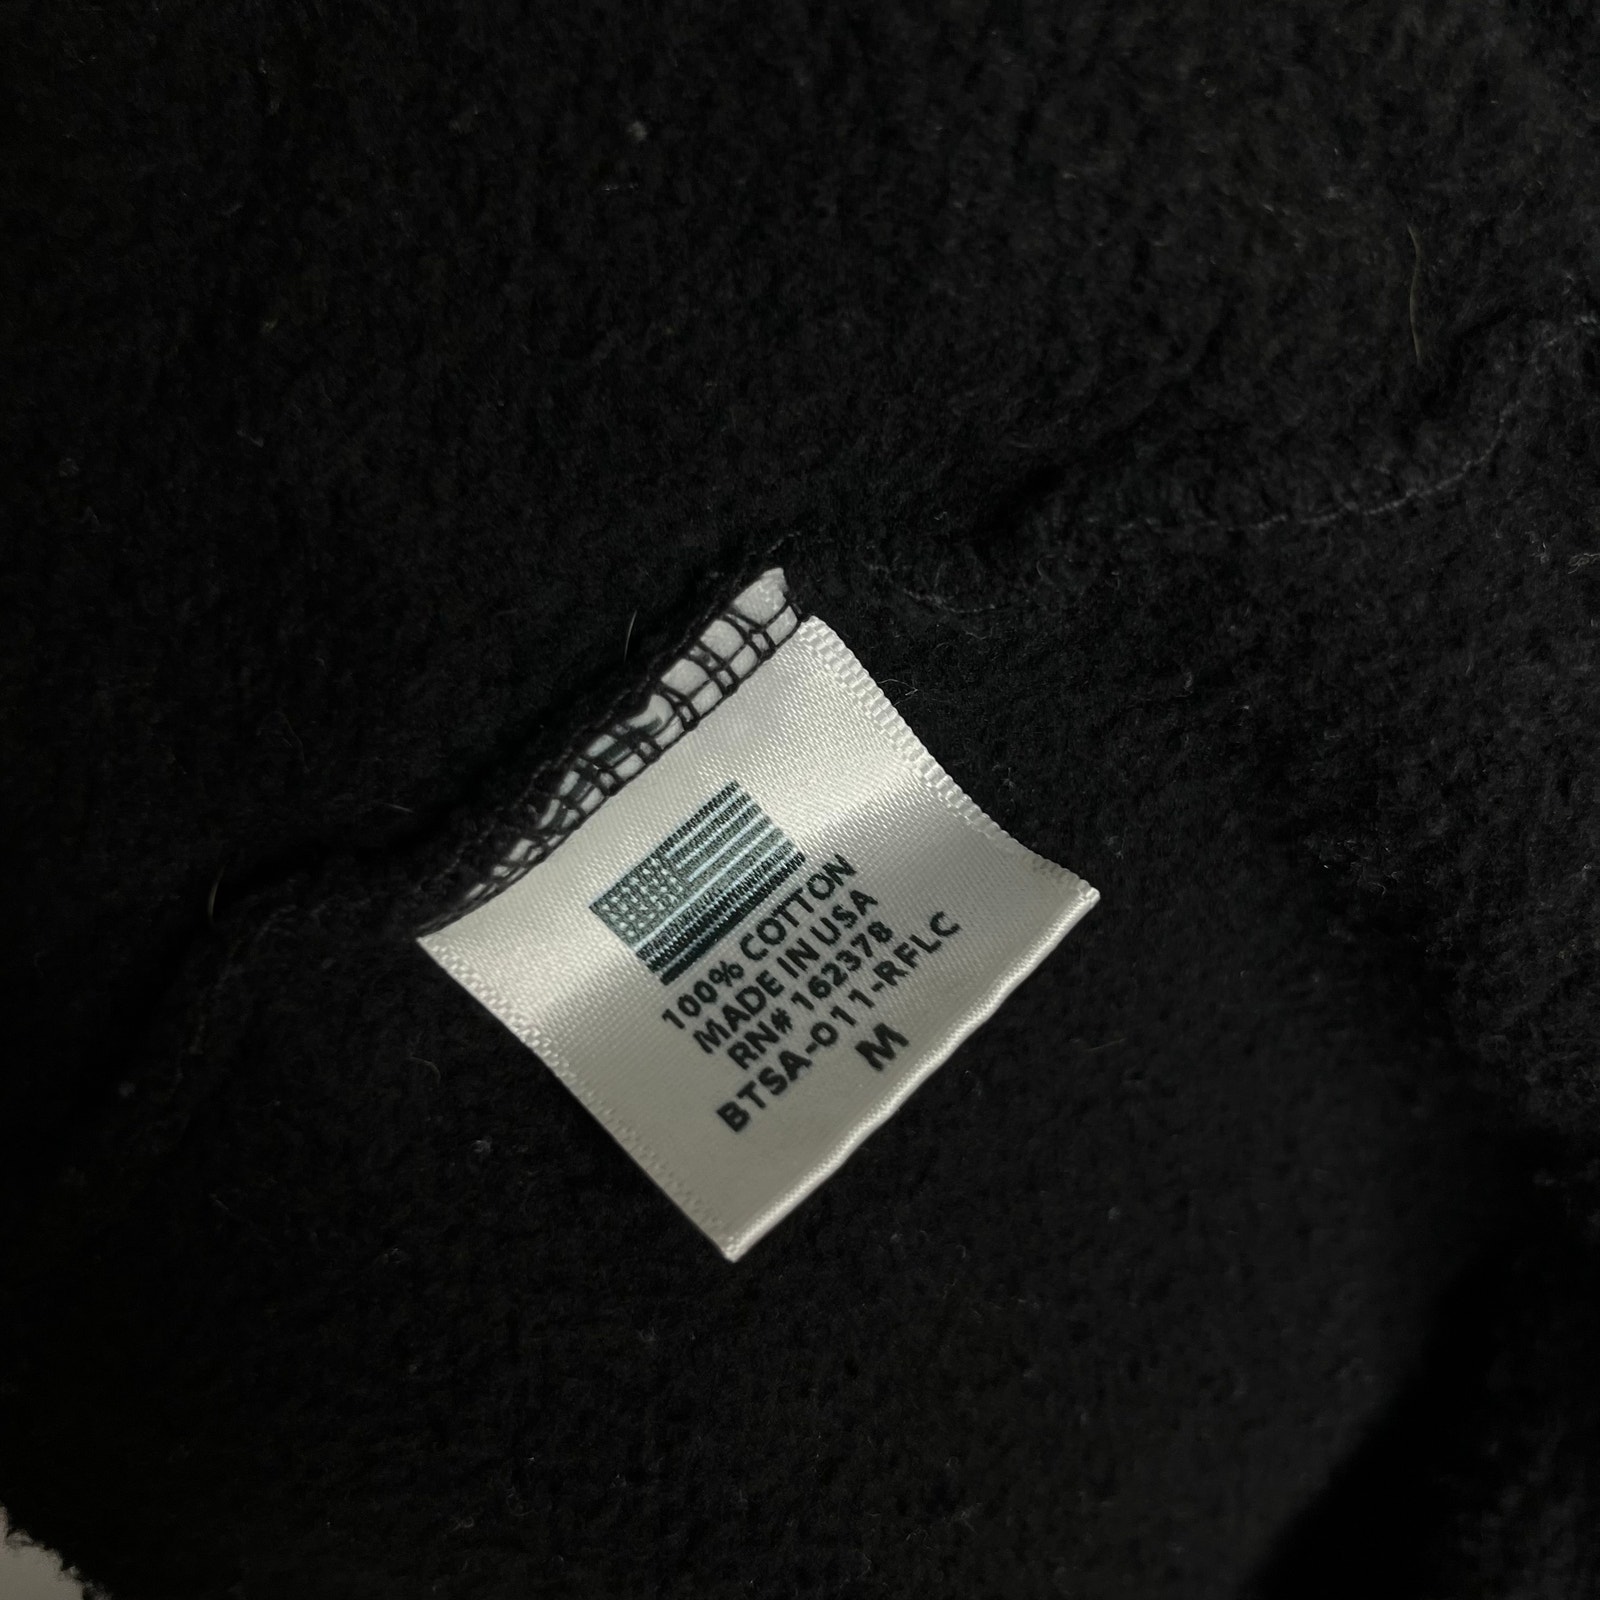 100% COTTON
MADE IN USA
RN# 162378
BTSA-011-RFLC
M